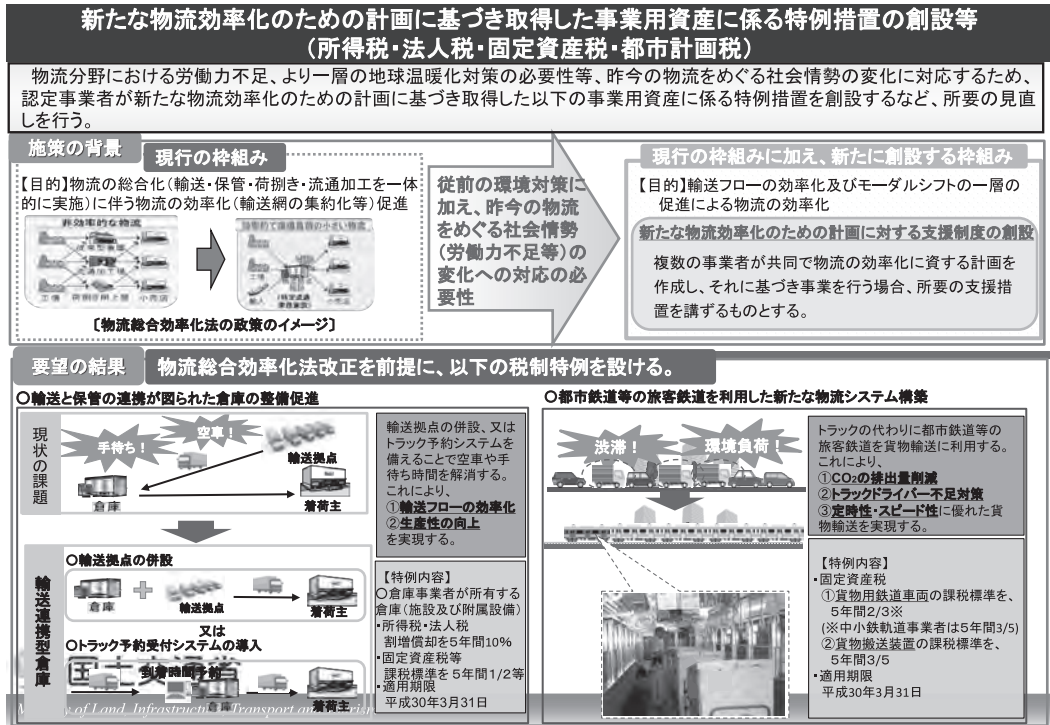 新たな物流効率化のための計画に基づき取得した事業用資産に係る特例措置の創設等
（所得税・法人税・固定資産税・都市計画税）
物流分野における労働力不足、より一層の地球温暖化対策の必要性等、昨今の物流をめぐる社会情勢の変化に対応するため、
認定事業者が新たな物流効率化のための計画に基づき取得した以下の事業用資産に係る特例措置を創設するなど、所要の見直
しを行う。
施策の背景
現行の枠組み
【目的】物流の総合化（輸送・保管・荷捌き・流通加工を一体
的に実施）に伴う物流の効率化（輸送網の集約化等）促進
非効率的な物流
工場
小売店
〔物流総合効率化法の政策のイメージ〕
従前の環境対策に
加え、昨今の物流
をめぐる社会情勢
（労働力不足等）の
変化への対応の必
要性
現行の枠組みに加え、新たに創設する枠組み
【目的】輸送フローの効率化及びモーダルシフトの一層の
促進による物流の効率化
新たな物流効率化のための計画に対する支援制度の創設
複数の事業者が共同で物流の効率化に資する計画を
作成し、それに基づき事業を行う場合、所要の支援措
置を講ずるものとする。
要望の結果
物流総合効率化法改正を前提に、以下の税制特例を設ける。
○輸送と保管の連携が図られた倉庫の整備促進
現状の課題
手待ち！
空車！
輸送拠点
倉庫
着荷主
輸送拠点の併設、又は
トラック予約システムを
備えることで空車や手
待ち時間を解消する。
これにより、
①輸送フローの効率化
②生産性の向上
を実現する。
輸送連携型倉庫
○輸送拠点の併設
倉庫
輸送拠点
着荷主
又は
○トラック予約受付システムの導入
到着時間予約
倉庫
着荷主
【特例内容】
○倉庫事業者が所有する
倉庫（施設及び附属設備）
・所得税・法人税
割増償却を5年間10%
・固定資産税等
課税標準を5年間1/2等
・適用期限
平成30年3月31日
○都市鉄道等の旅客鉄道を利用した新たな物流システム構築
渋滞！
環境負荷！
トラックの代わりに都市鉄道等の
旅客鉄道を貨物輸送に利用する。
これにより、
①CO2の排出量削減
②トラックドライバー不足対策
③定時性・スピード性に優れた貨
物輸送を実現する。
【特例内容】
・固定資産税
①貨物用鉄道車両の課税標準を、
5年間2/3※
(※中小鉄軌道事業者は5年間3/5)
②貨物搬送装置の課税標準を、
5年間3/5
・適用期限
平成30年3月31日